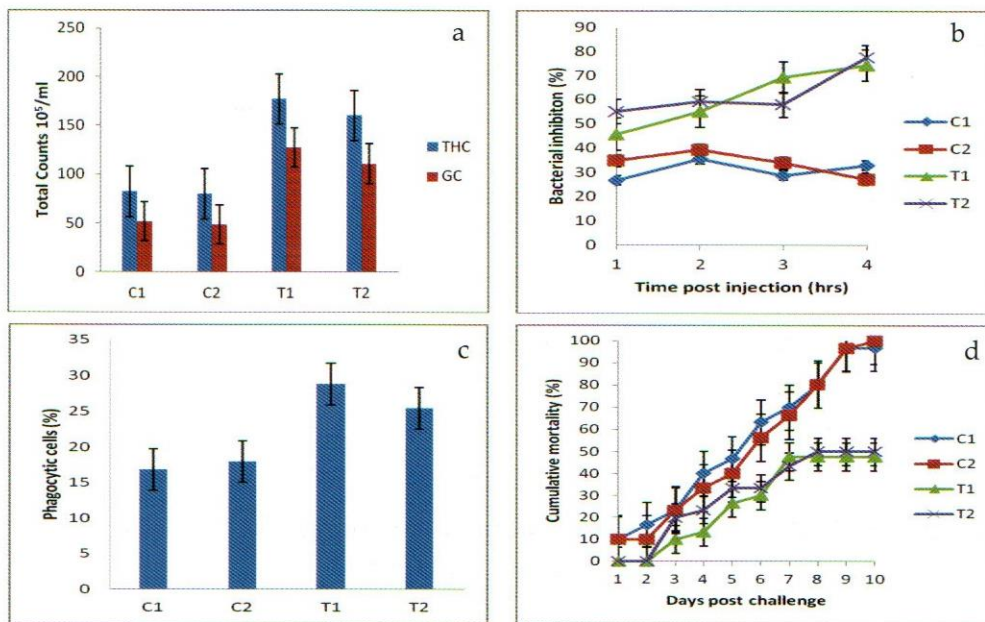 a
Total Counts 10⁵/ml
250
200
150
100
50
0
C1 C2 T1 T2
THC
GC
b
Bacterial inhibiton (%)
90
80
70
60
50
40
30
20
10
0
1 2 3 4
Time post injection (hrs)
C1
C2
T1
T2
c
Phagocytic cells (%)
35
30
25
20
15
10
5
0
C1 C2 T1 T2
d
Cumulative mortality (%)
100
90
80
70
60
50
40
30
20
10
0
1 2 3 4 5 6 7 8 9 10
Days post challenge
C1
C2
T1
T2